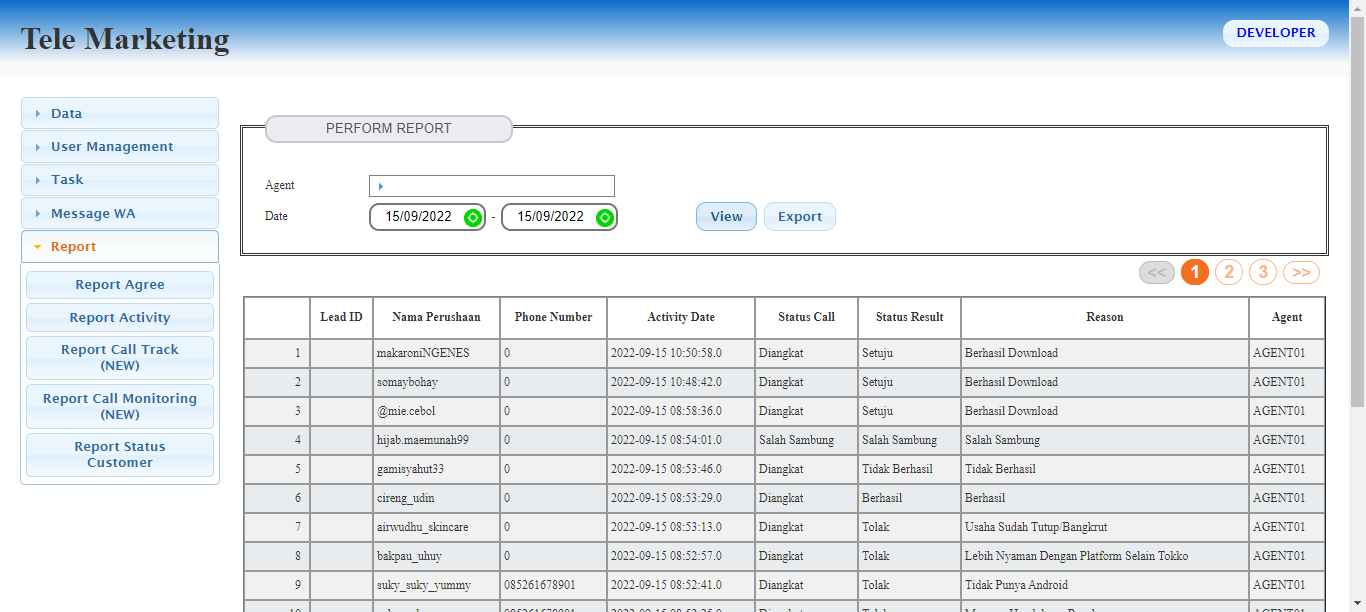 Tele Marketing
DEVELOPER
Data
User Management
Task
Message WA
Report
Report Agree
Report Activity
Report Call Track
(NEW)
Report Call Monitoring
(NEW)
Report Status
Customer
PERFORM REPORT
Agent
Date 15/09/2022 - 15/09/2022 View Export
<< 1 2 3 >>
Lead ID Nama Perushaan Phone Number Activity Date Status Call Status Result Reason Agent
1 makaroniNGENES 0 2022-09-15 10:50:58.0 Diangkat Setuju Berhasil Download AGENT01
2 somaybohay 0 2022-09-15 10:48:42.0 Diangkat Setuju Berhasil Download AGENT01
3 @mie.cebol 0 2022-09-15 08:58:36.0 Diangkat Setuju Berhasil Download AGENT01
4 hijab.maemunah99 0 2022-09-15 08:54:01.0 Salah Sambung Salah Sambung Salah Sambung AGENT01
5 gamisyahut33 0 2022-09-15 08:53:46.0 Diangkat Tidak Berhasil Tidak Berhasil AGENT01
6 cireng_udin 0 2022-09-15 08:53:29.0 Diangkat Berhasil Berhasil AGENT01
7 airwudhu_skincare 0 2022-09-15 08:53:13.0 Diangkat Tolak Usaha Sudah Tutup/Bangkrut AGENT01
8 bakpau_uhuy 0 2022-09-15 08:52:57.0 Diangkat Tolak Lebih Nyaman Dengan Platform Selain Tokko AGENT01
9 suky_suky_yummy 085261678901 2022-09-15 08:52:41.0 Diangkat Tolak Tidak Punya Android AGENT01